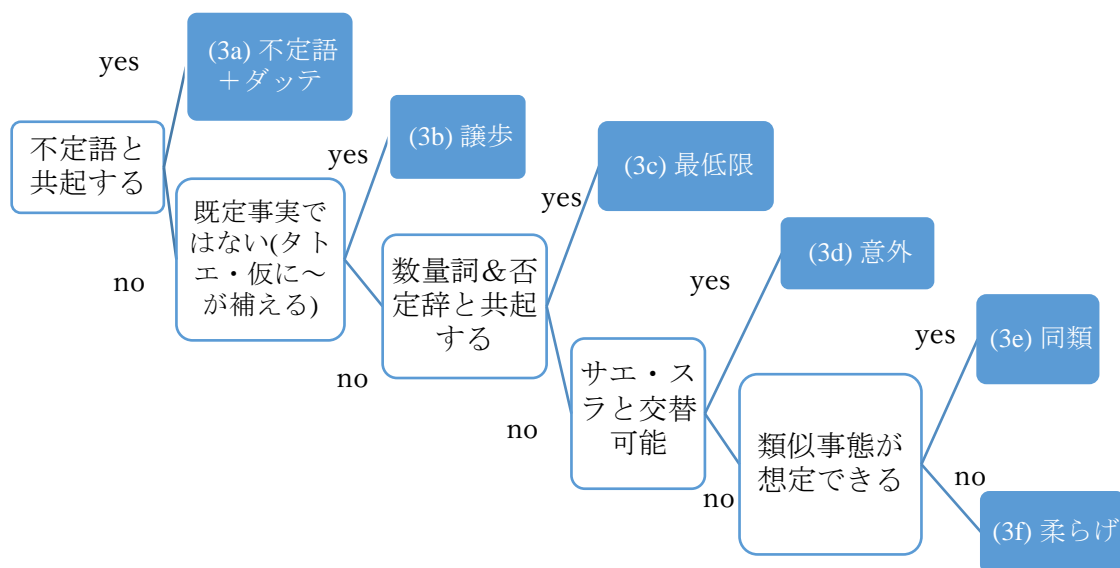 yes
(3a) 不定語
＋ダッテ
不定語と
共起する
no
既定事実で
はない(タト
エ・仮に～
が補える)
yes
(3b) 譲歩
no
数量詞＆否
定辞と共起
する
yes
(3c) 最低限
no
サエ・ス
ラと交替
可能
yes
(3d) 意外
no
類似事態が
想定できる
yes
(3e) 同類
no
(3f) 柔らげ